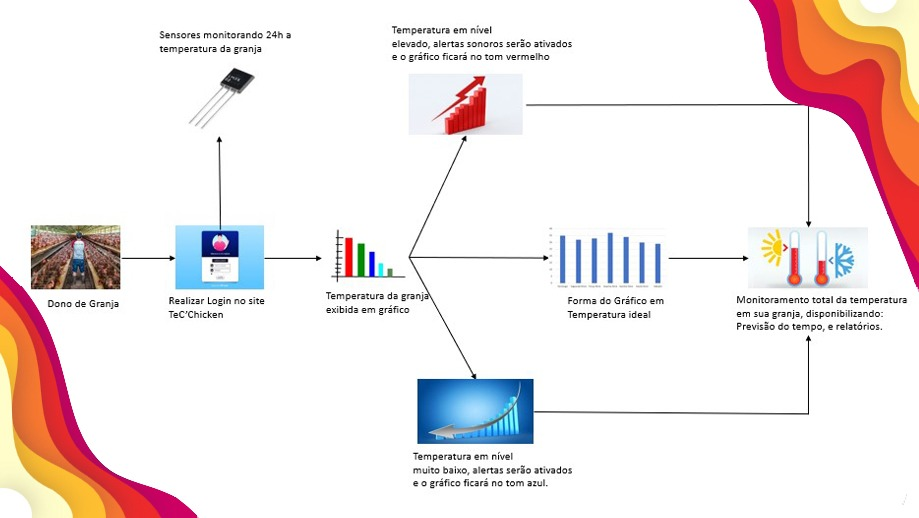 Sensores monitorando 24h a
temperatura da granja
Temperatura em nível
elevado, alertas sonoros serão ativados
e o gráfico ficará no tom vermelho
Dono de Granja
Realizar Login no site
TeC'Chicken
Temperatura da granja
exibida em gráfico
Forma do Gráfico em
Temperatura ideal
Monitoramento total da temperatura
em sua granja, disponibilizando:
Previsão do tempo, e relatórios.
Temperatura em nível
muito baixo, alertas serão ativados
e o gráfico ficará no tom azul.